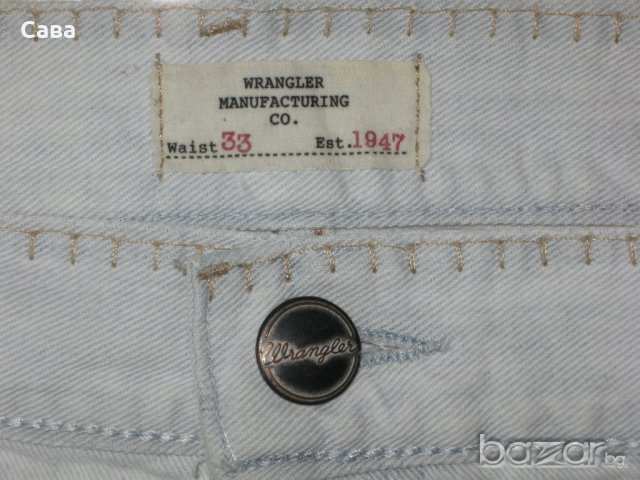 Сава
WRANGLER
MANUFACTURING
CO.
Waist 33 Est. 1947
Wrangler
bazar.bg